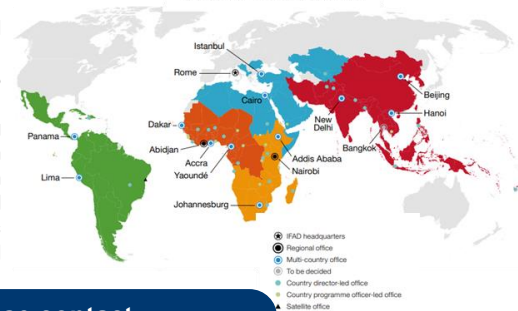 Istanbul
Rome
Cairo
Beijing
New
Delhi
Hanoi
Dakar
Bangkok
Panama
Abidjan
Accra
Yaoundé
Addis Ababa
Nairobi
Lima
Johannesburg
IFAD headquarters
Regional office
Multi-country office
To be decided
Country director-led office
Country programme officer-led office
Satellite office